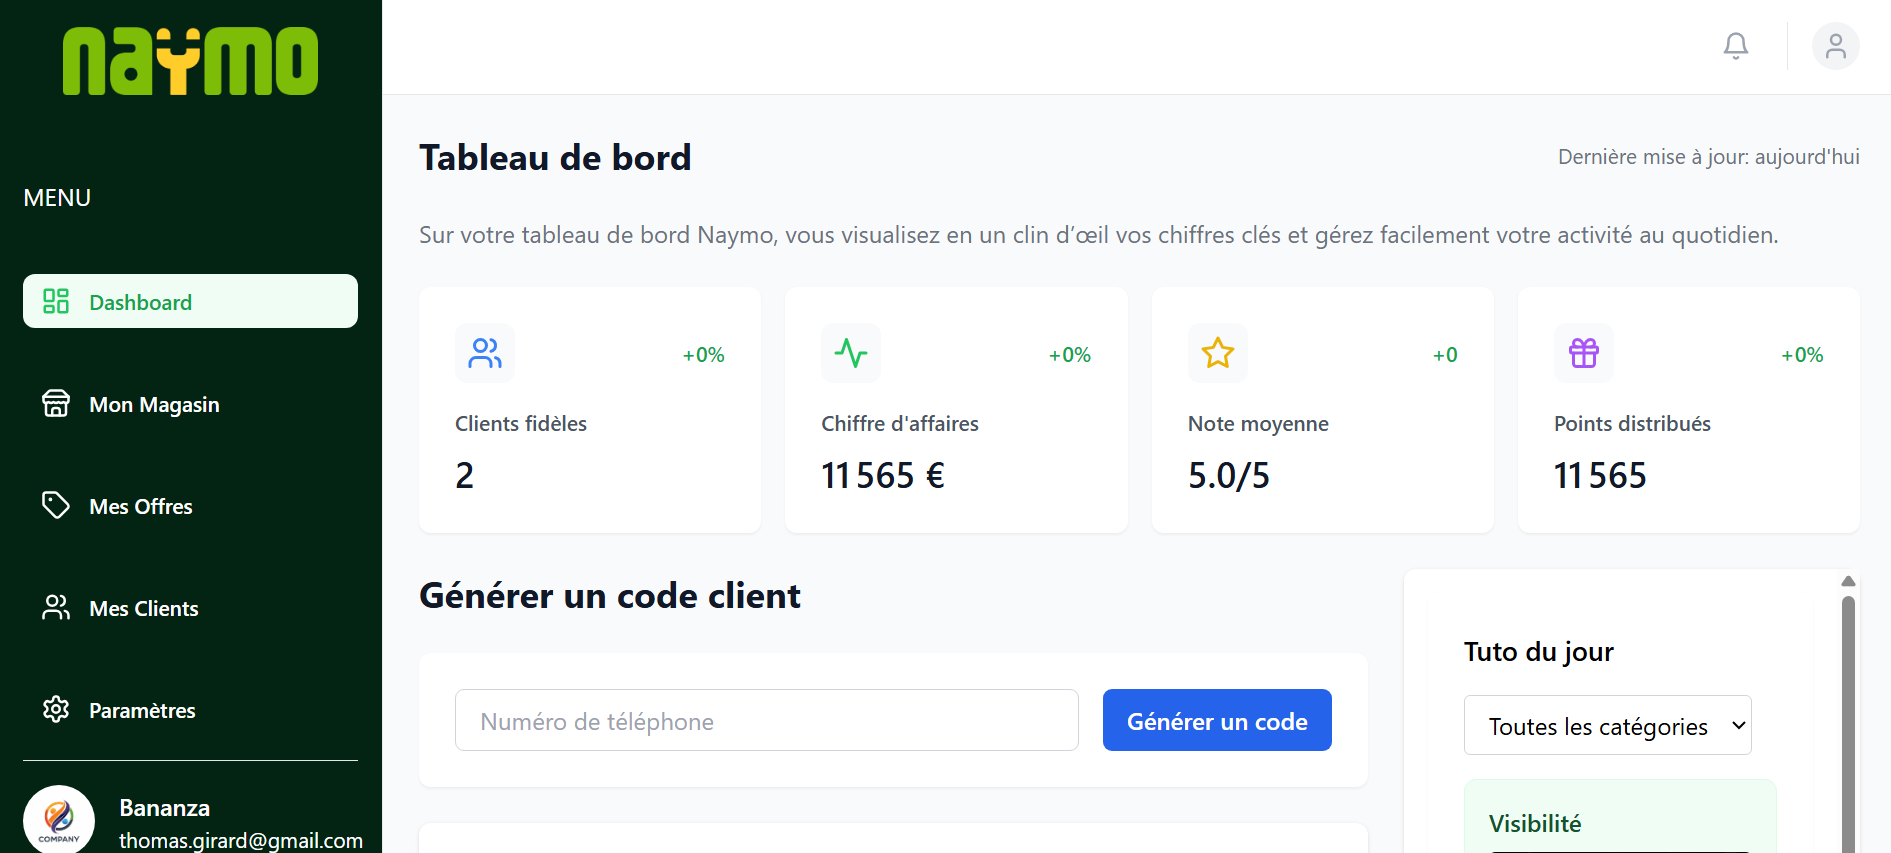 naymo
MENU
Dashboard
Mon Magasin
Mes Offres
Mes Clients
Paramètres
COMPANY
Bananza
thomas.girard@gmail.com
Tableau de bord
Dernière mise à jour: aujourd'hui
Sur votre tableau de bord Naymo, vous visualisez en un clin d’œil vos chiffres clés et gérez facilement votre activité au quotidien.
+0%
Clients fidèles
2
+0%
Chiffre d'affaires
11 565 €
+0
Note moyenne
5.0/5
+0%
Points distribués
11 565
Générer un code client
Numéro de téléphone
Générer un code
Tuto du jour
Toutes les catégories
Visibilité